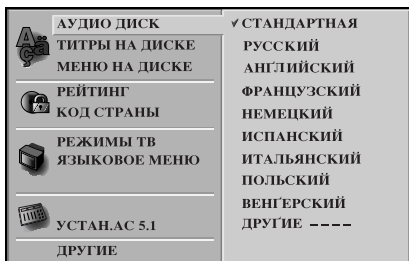 АУДИО ДИСК
ТИТРЫ НА ДИСКЕ
МЕНЮ НА ДИСКЕ
РЕЙТИНГ
КОД СТРАНЫ
РЕЖИМЫ ТВ
ЯЗЫКОВОЕ МЕНЮ
УСТАН.АС 5.1
ДРУГИЕ
✓ СТАНДАРТНАЯ
РУССКИЙ
АНГЛИЙСКИЙ
ФРАНЦУЗСКИЙ
НЕМЕЦКИЙ
ИСПАНСКИЙ
ИТАЛЬЯНСКИЙ
ПОЛЬСКИЙ
ВЕНГЕРСКИЙ
ДРУГИЕ ----